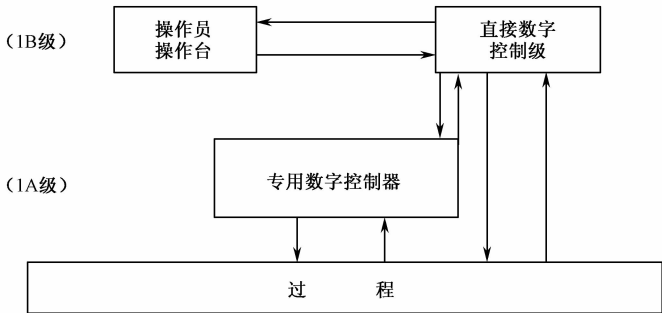 （1B级）
操作员
操作台
直接数字
控制级
（1A级）
专用数字控制器
过 程